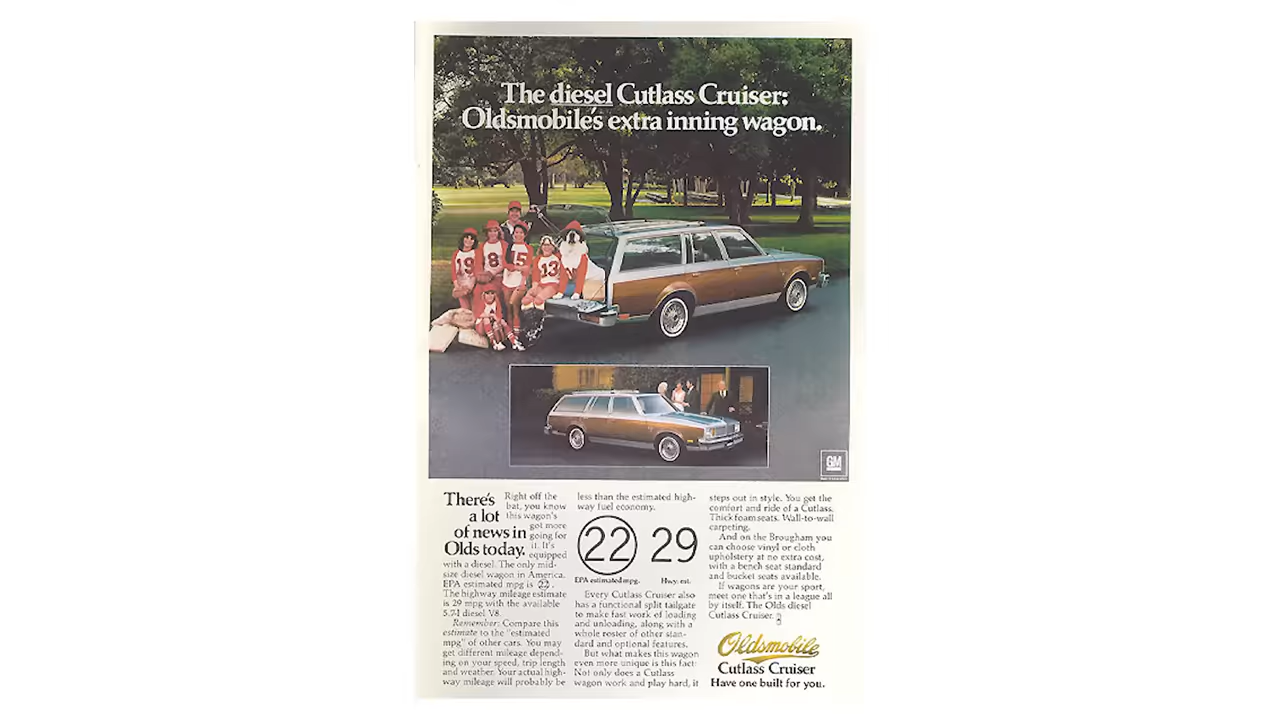 The diesel Cutlass Cruiser:
Oldsmobile's extra inning wagon.
19
8
15
13
GM
There's
a lot
of news in
Olds today.
Right off the
bat, you know
this wagon's
got more
going for
it. It's
equipped
with a diesel. The only mid-
size diesel wagon in America.
EPA estimated mpg is 22.
The highway mileage estimate
is 29 mpg with the available
5.7-l diesel V8.
Remember: Compare this
estimate to the "estimated
mpg" of other cars. You may
get different mileage depend-
ing on your speed, trip length
and weather. Your actual high-
way mileage will probably be
less than the estimated high-
way fuel economy.
22 29
EPA estimated mpg. Hwy. est.
Every Cutlass Cruiser also
has a functional split tailgate
to make fast work of loading
and unloading, along with a
whole roster of other stan-
dard and optional features.
But what makes this wagon
even more unique is this fact:
Not only does a Cutlass
wagon work and play hard, it
steps out in style. You get the
comfort and ride of a Cutlass.
Thick foam seats. Wall-to-wall
carpeting.
And on the Brougham you
can choose vinyl or cloth
upholstery at no extra cost,
with a bench seat standard
and bucket seats available.
If wagons are your sport,
meet one that's in a league all
by itself. The Olds diesel
Cutlass Cruiser.
Oldsmobile
Cutlass Cruiser
Have one built for you.